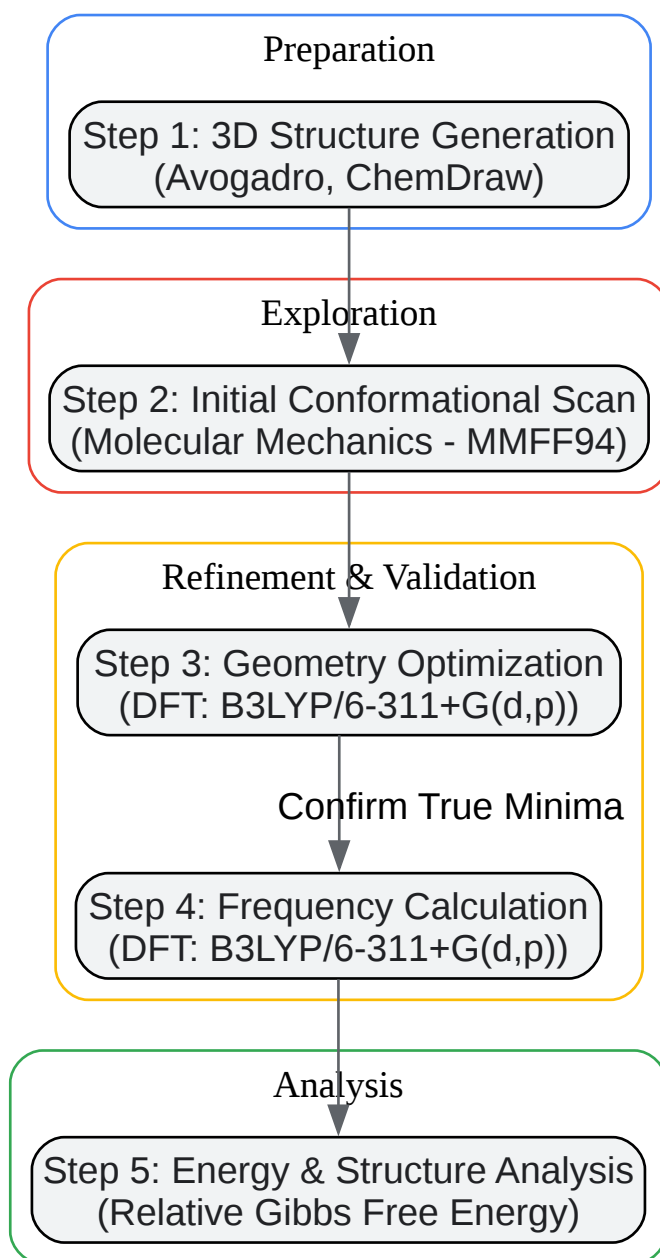 Preparation
Step 1: 3D Structure Generation
(Avogadro, ChemDraw)
Exploration
Step 2: Initial Conformational Scan
(Molecular Mechanics - MMFF94)
Refinement & Validation
Step 3: Geometry Optimization
(DFT: B3LYP/6-311+G(d,p))
Confirm True Minima
Step 4: Frequency Calculation
(DFT: B3LYP/6-311+G(d,p))
Analysis
Step 5: Energy & Structure Analysis
(Relative Gibbs Free Energy)